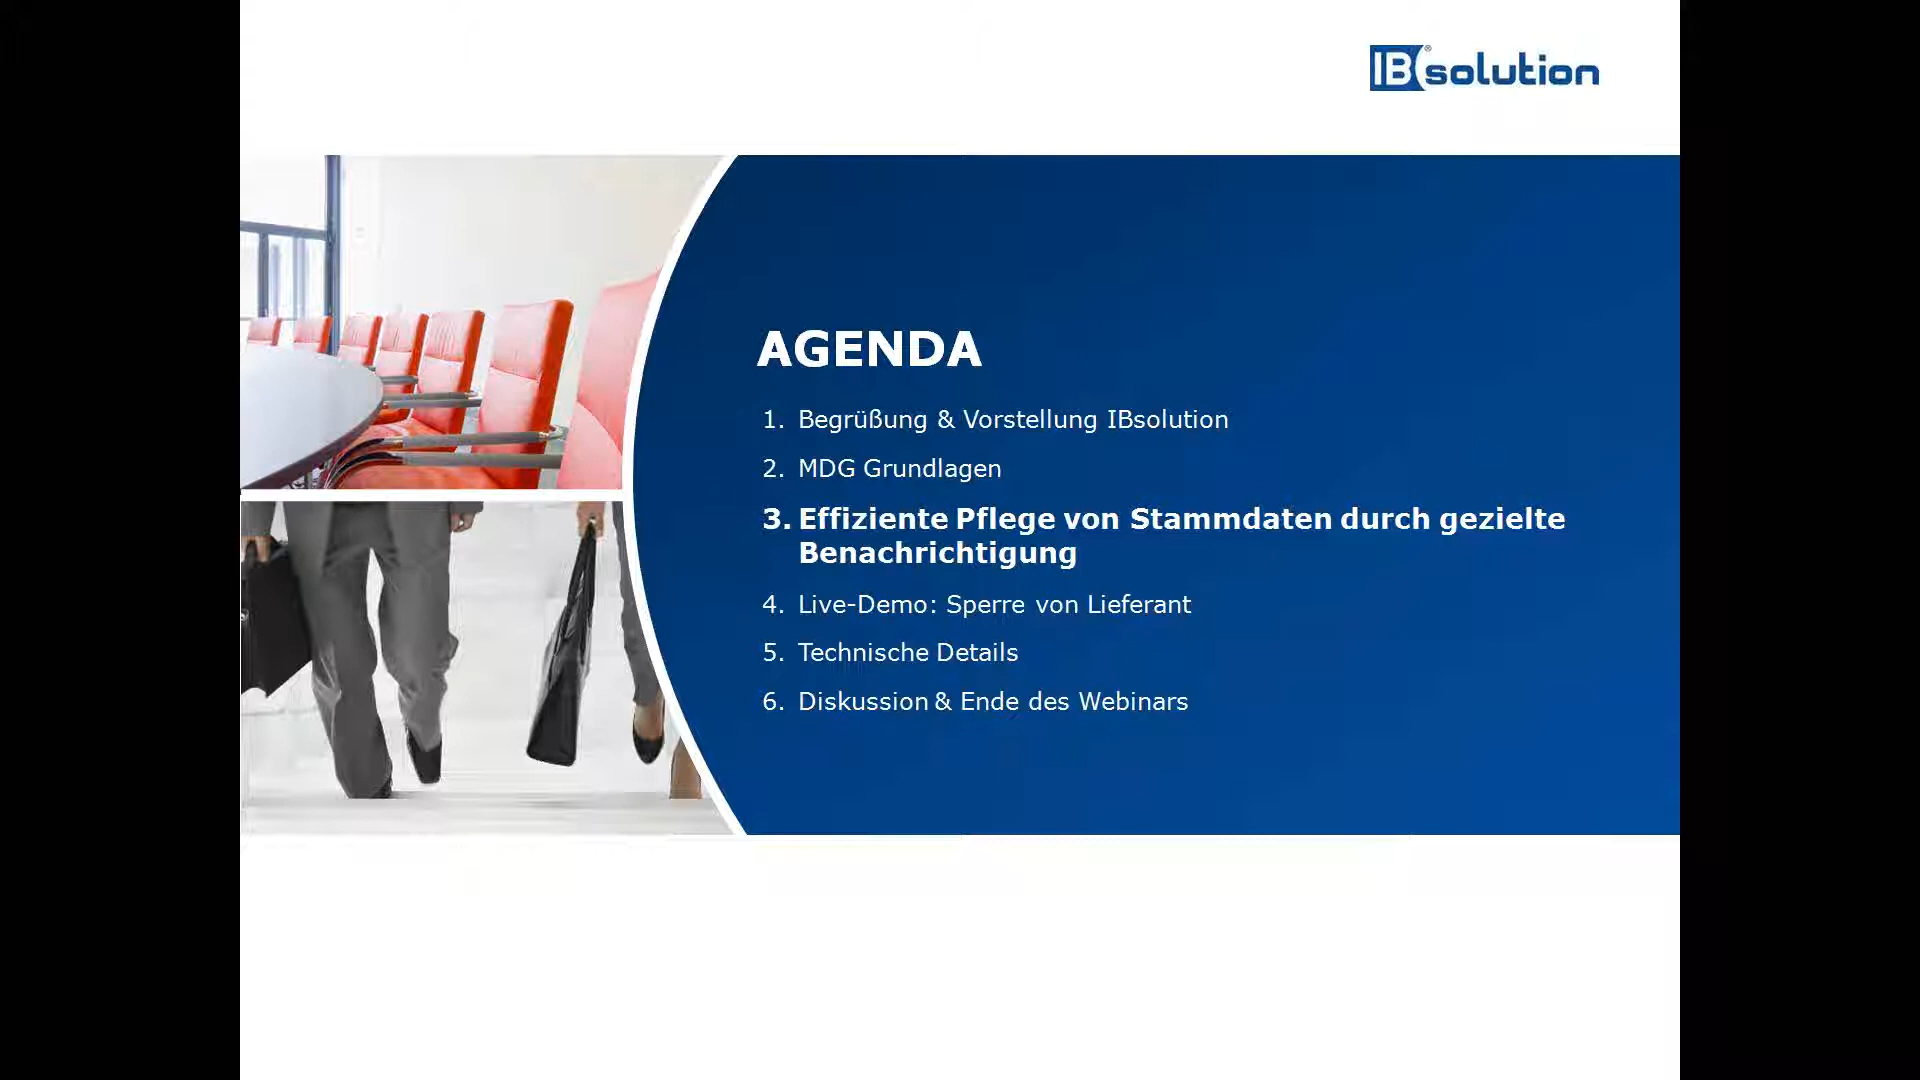 IBsolution®
AGENDA
1. Begrüßung & Vorstellung IBsolution
2. MDG Grundlagen
3. Effiziente Pflege von Stammdaten durch gezielte
Benachrichtigung
4. Live-Demo: Sperre von Lieferant
5. Technische Details
6. Diskussion & Ende des Webinars